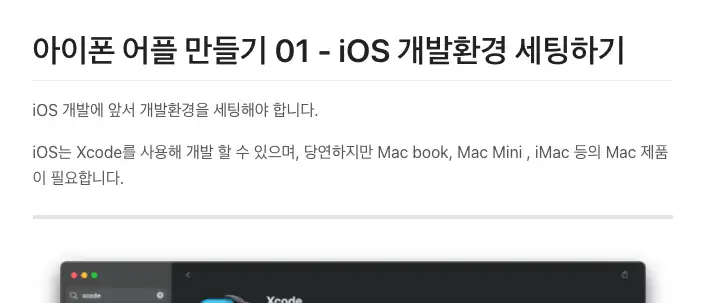 아이폰 어플 만들기 01 - iOS 개발환경 세팅하기
iOS 개발에 앞서 개발환경을 세팅해야 합니다.
iOS는 Xcode를 사용해 개발 할 수 있으며, 당연하지만 Mac book, Mac Mini , iMac 등의 Mac 제품
이 필요합니다.
xcode
Xcode